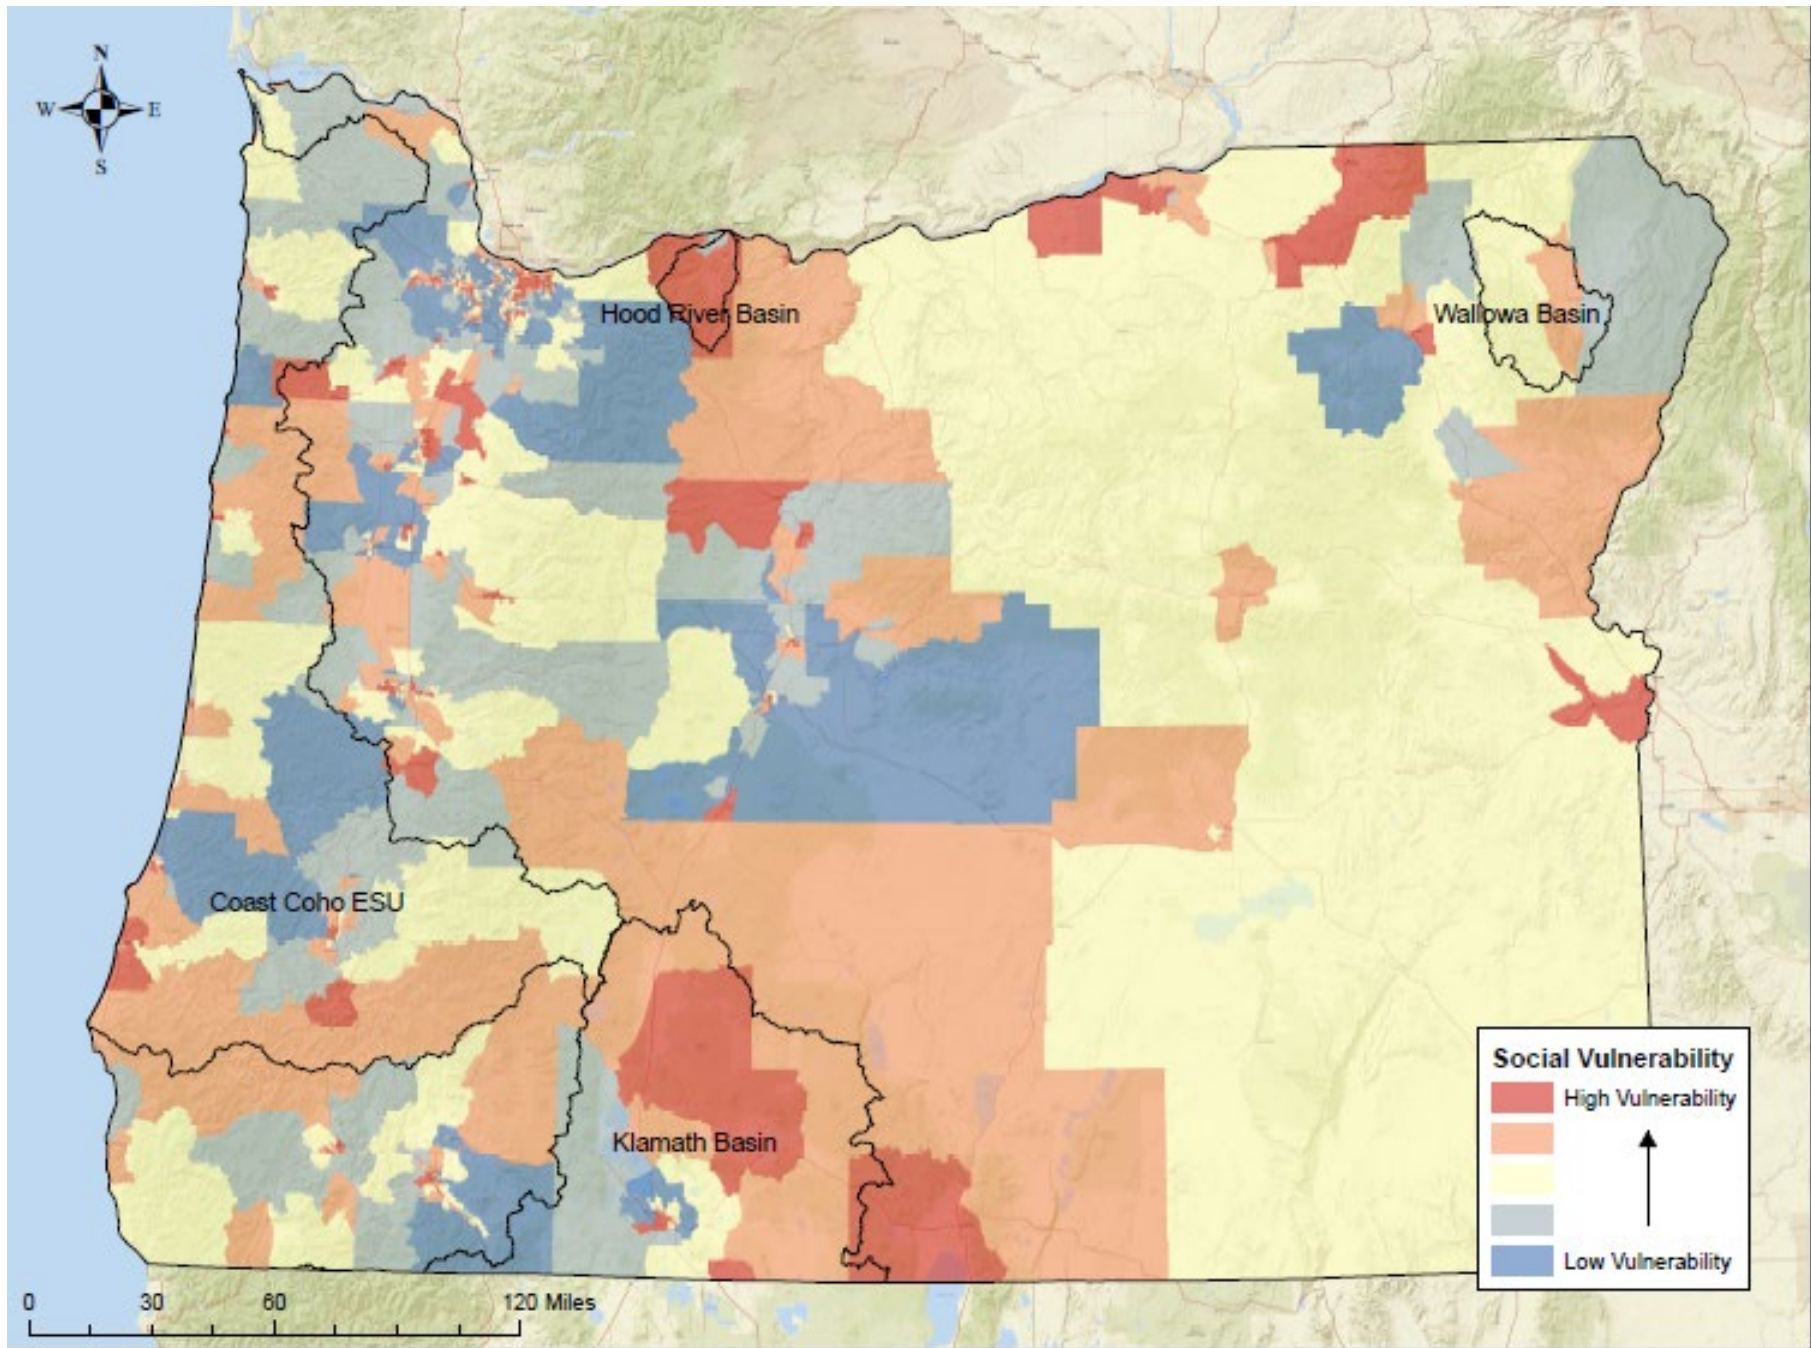 N
W E
S
Hood River Basin
Wallowa Basin
Coast Coho ESU
Klamath Basin
Social Vulnerability
High Vulnerability
Low Vulnerability
0 30 60 120 Miles